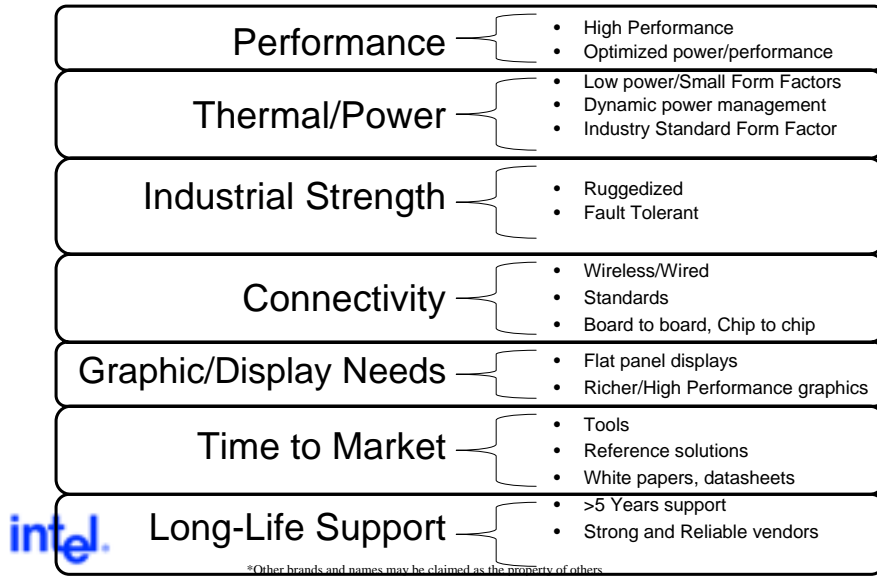 Performance
• High Performance
• Optimized power/performance
Thermal/Power
• Low power/Small Form Factors
• Dynamic power management
• Industry Standard Form Factor
Industrial Strength
• Ruggedized
• Fault Tolerant
Connectivity
• Wireless/Wired
• Standards
• Board to board, Chip to chip
Graphic/Display Needs
• Flat panel displays
• Richer/High Performance graphics
Time to Market
• Tools
• Reference solutions
• White papers, datasheets
Long-Life Support
• >5 Years support
• Strong and Reliable vendors
intel.
*Other brands and names may be claimed as the property of others